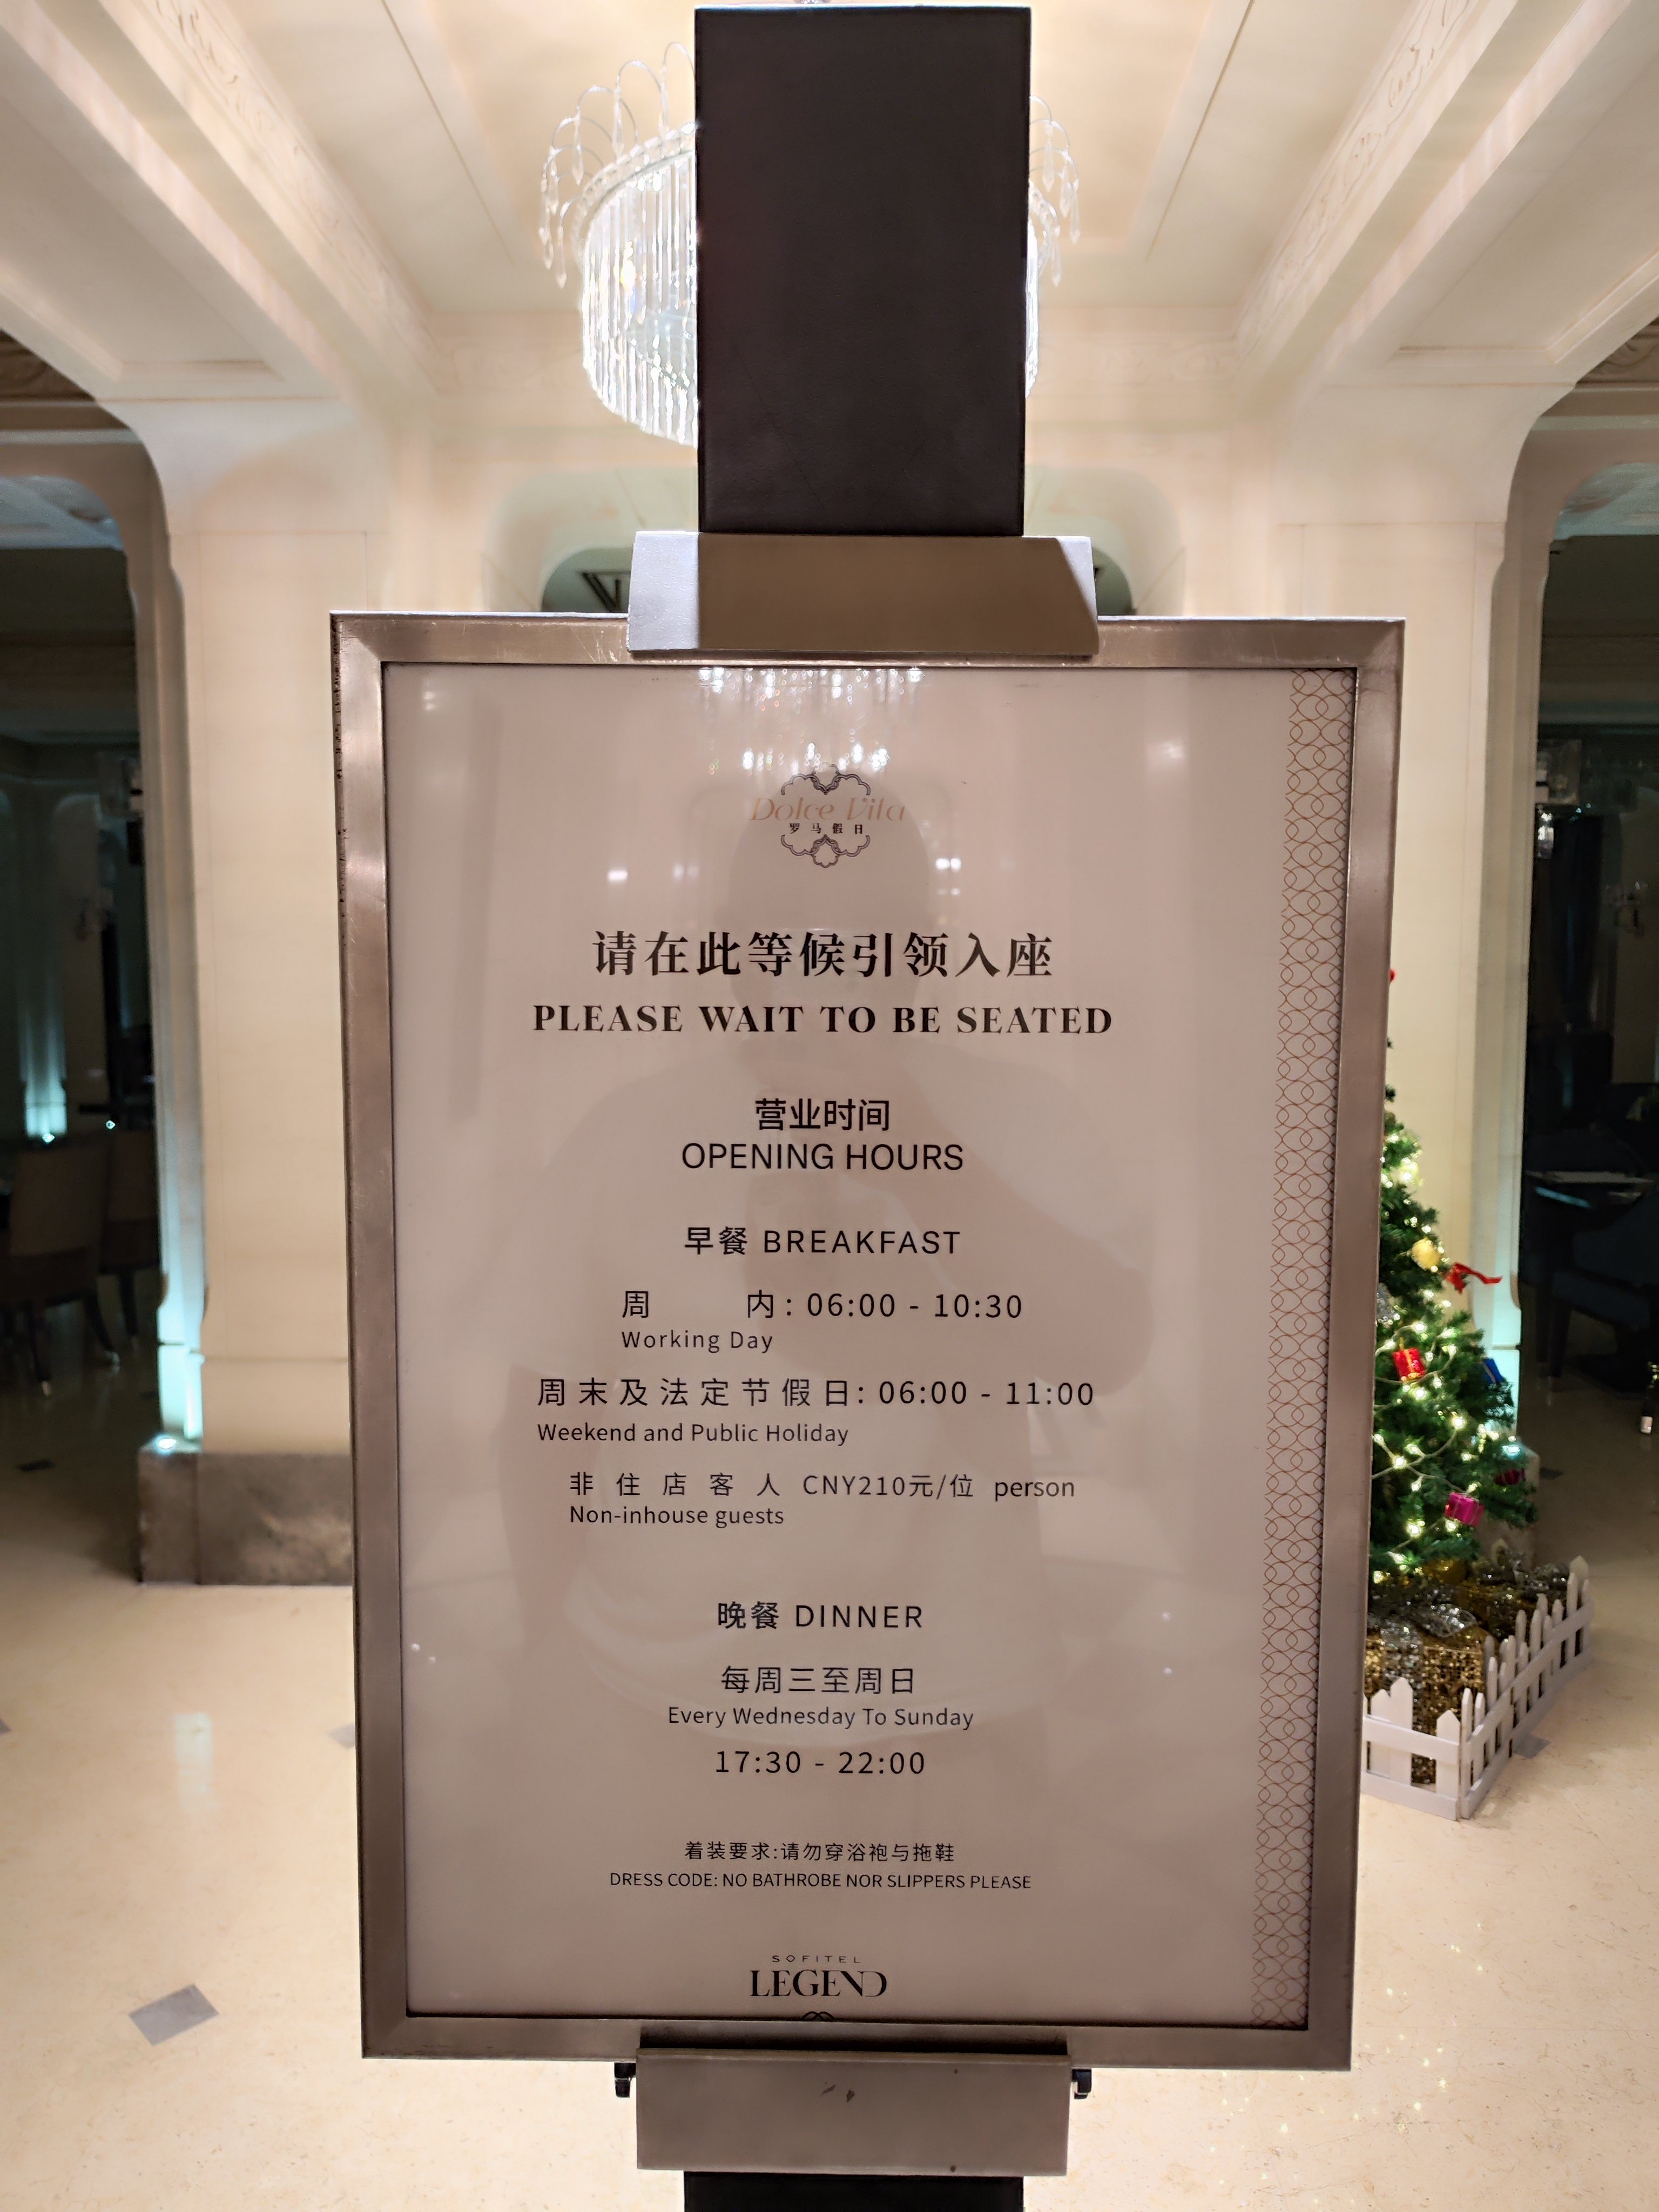 Dolce Vita
罗马假日
请在此等候引领入座
PLEASE WAIT TO BE SEATED
营业时间
OPENING HOURS
早餐 BREAKFAST
周 内: 06:00 - 10:30
Working Day
周末及法定节假日: 06:00 - 11:00
Weekend and Public Holiday
非住店客人 CNY210元/位 person
Non-inhouse guests
晚餐 DINNER
每周三至周日
Every Wednesday To Sunday
17:30 - 22:00
着装要求:请勿穿浴袍与拖鞋
DRESS CODE: NO BATHROBE NOR SLIPPERS PLEASE
SOFITEL
LEGEND